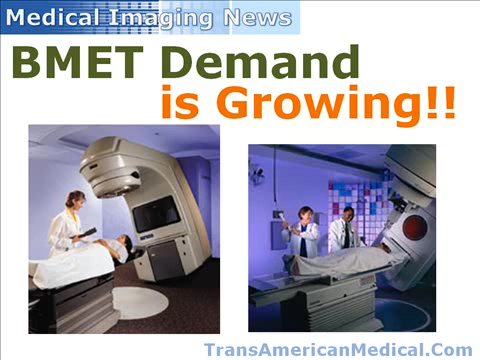 Medical Imaging News
BMET Demand
is Growing!!
TransAmericanMedical.Com